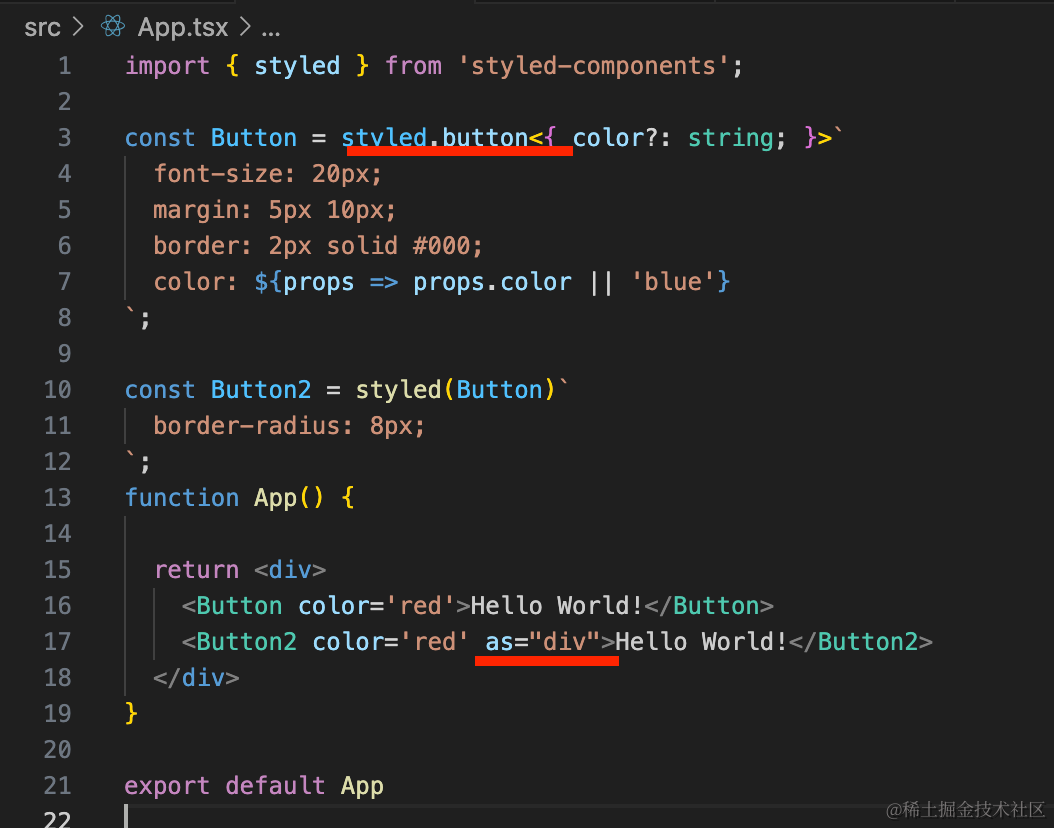 src > App.tsx > ...
1 import { styled } from 'styled-components';
2
3 const Button = styled.button<{ color?: string; }>`
4   font-size: 20px;
5   margin: 5px 10px;
6   border: 2px solid #000;
7   color: ${props => props.color || 'blue'}
8 `;
9
10 const Button2 = styled(Button)`
11   border-radius: 8px;
12 `;
13 function App() {
14
15   return <div>
16     <Button color='red'>Hello World!</Button>
17     <Button2 color='red' as="div">Hello World!</Button2>
18   </div>
19 }
20
21 export default App
22
@稀土掘金技术社区